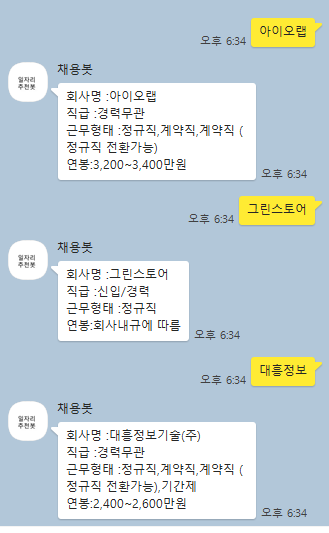 아이오랩
오후 6:34
일자리
추천봇
채용봇
회사명 :아이오랩
직급 :경력무관
근무형태 :정규직,계약직,계약직 (
정규직 전환가능)
연봉:3,200~3,400만원
오후 6:34
그린스토어
오후 6:34
일자리
추천봇
채용봇
회사명 :그린스토어
직급 :신입/경력
근무형태 :정규직
연봉:회사내규에 따름
오후 6:34
대흥정보
오후 6:34
일자리
추천봇
채용봇
회사명 :대흥정보기술(주)
직급 :경력무관
근무형태 :정규직,계약직,계약직 (
정규직 전환가능),기간제
연봉:2,400~2,600만원
오후 6:34